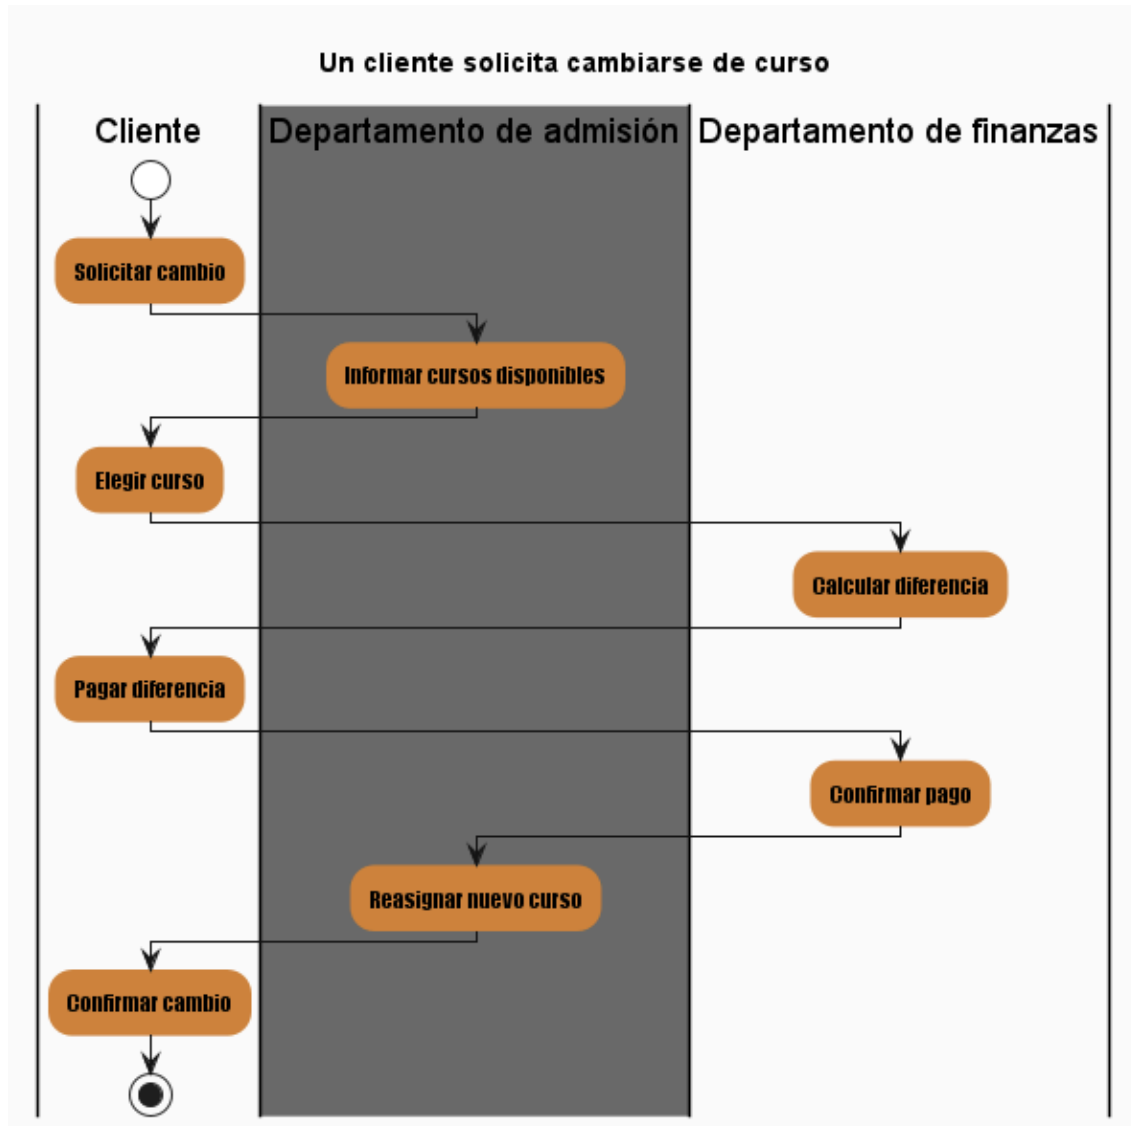 Un cliente solicita cambiarse de curso
Cliente
Departamento de admisión
Departamento de finanzas
Solicitar cambio
Informar cursos disponibles
Elegir curso
Calcular diferencia
Pagar diferencia
Confirmar pago
Reasignar nuevo curso
Confirmar cambio